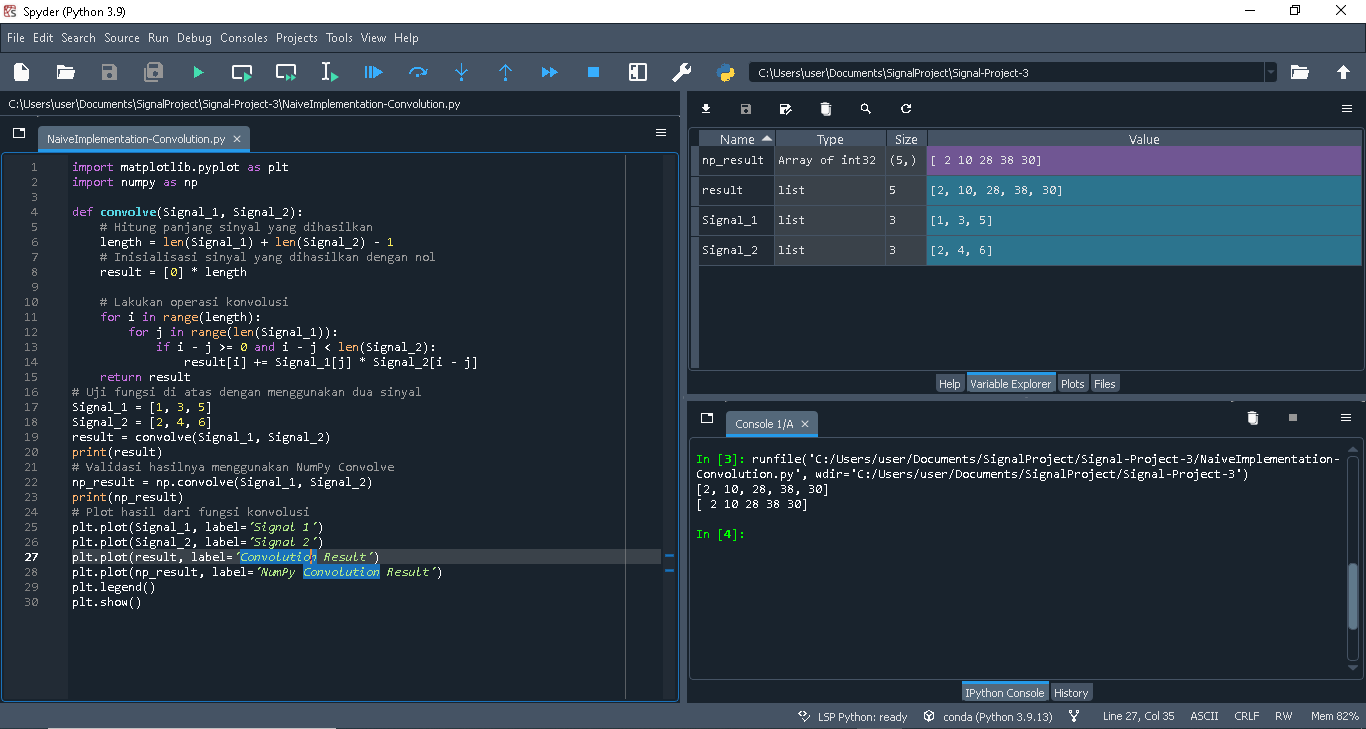 Spyder (Python 3.9)
File Edit Search Source Run Debug Consoles Projects Tools View Help
C:\Users\user\Documents\SignalProject\Signal-Project-3
C:\Users\user\Documents\SignalProject\Signal-Project-3\NaiveImplementation-Convolution.py
NaiveImplementation-Convolution.py
1 import matplotlib.pyplot as plt
2 import numpy as np
3
4 def convolve(Signal_1, Signal_2):
5     # Hitung panjang sinyal yang dihasilkan
6     length = len(Signal_1) + len(Signal_2) - 1
7     # Inisialisasi sinyal yang dihasilkan dengan nol
8     result = [0] * length
9
10     # Lakukan operasi konvolusi
11     for i in range(length):
12         for j in range(len(Signal_1)):
13             if i - j >= 0 and i - j < len(Signal_2):
14                 result[i] += Signal_1[j] * Signal_2[i - j]
15     return result
16 # Uji fungsi di atas dengan menggunakan dua sinyal
17 Signal_1 = [1, 3, 5]
18 Signal_2 = [2, 4, 6]
19 result = convolve(Signal_1, Signal_2)
20 print(result)
21 # Validasi hasilnya menggunakan NumPy Convolve
22 np_result = np.convolve(Signal_1, Signal_2)
23 print(np_result)
24 # Plot hasil dari fungsi konvolusi
25 plt.plot(Signal_1, label='Signal 1')
26 plt.plot(Signal_2, label='Signal 2')
27 plt.plot(result, label='Convolution Result')
28 plt.plot(np_result, label='NumPy Convolution Result')
29 plt.legend()
30 plt.show()
Name Type Size Value
np_result Array of int32 (5,) [ 2 10 28 38 30]
result list 5 [2, 10, 28, 38, 30]
Signal_1 list 3 [1, 3, 5]
Signal_2 list 3 [2, 4, 6]
Help Variable Explorer Plots Files
Console 1/A
In [3]: runfile('C:/Users/user/Documents/SignalProject/Signal-Project-3/NaiveImplementation-
Convolution.py', wdir='C:/Users/user/Documents/SignalProject/Signal-Project-3')
[2, 10, 28, 38, 30]
[ 2 10 28 38 30]
In [4]:
IPython Console History
LSP Python: ready conda (Python 3.9.13) Line 27, Col 35 ASCII CRLF RW Mem 82%